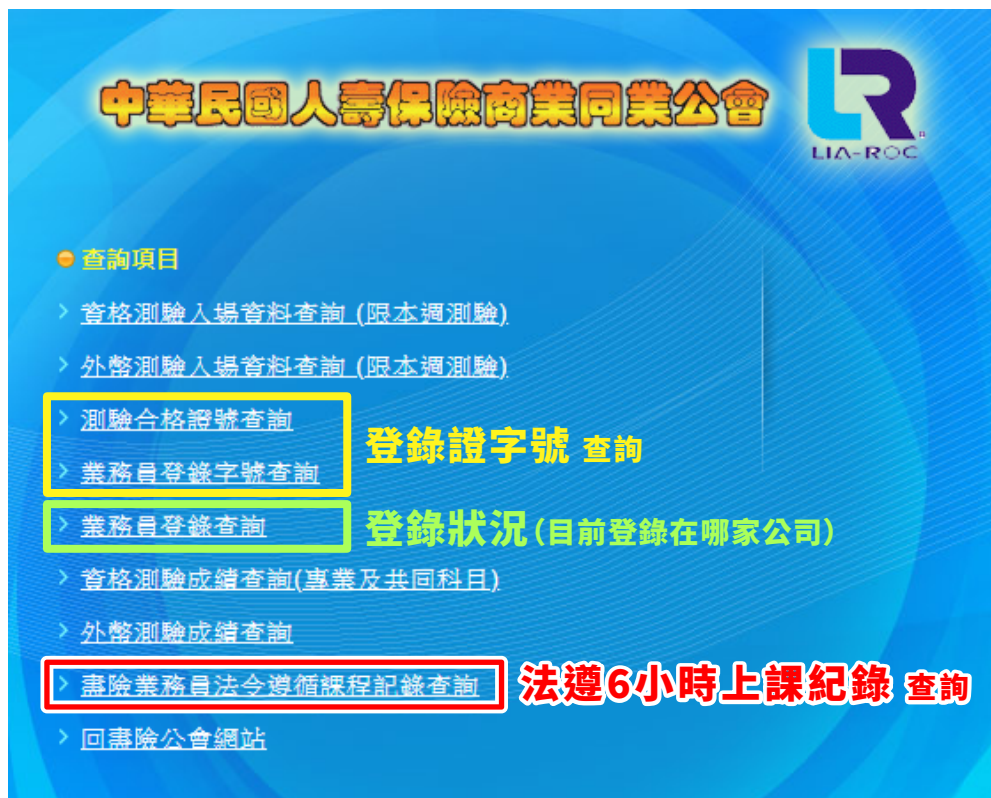 中華民國人壽保險商業同業公會
LIA-ROC
查詢項目
資格測驗入場資料查詢 (限本週測驗)
外幣測驗入場資料查詢 (限本週測驗)
測驗合格證號查詢
登錄證字號 查詢
業務員登錄字號查詢
業務員登錄查詢
登錄狀況(目前登錄在哪家公司)
資格測驗成績查詢(專業及共同科目)
外幣測驗成績查詢
壽險業務員法令遵循課程記錄查詢
法遵6小時上課紀錄 查詢
回壽險公會網站